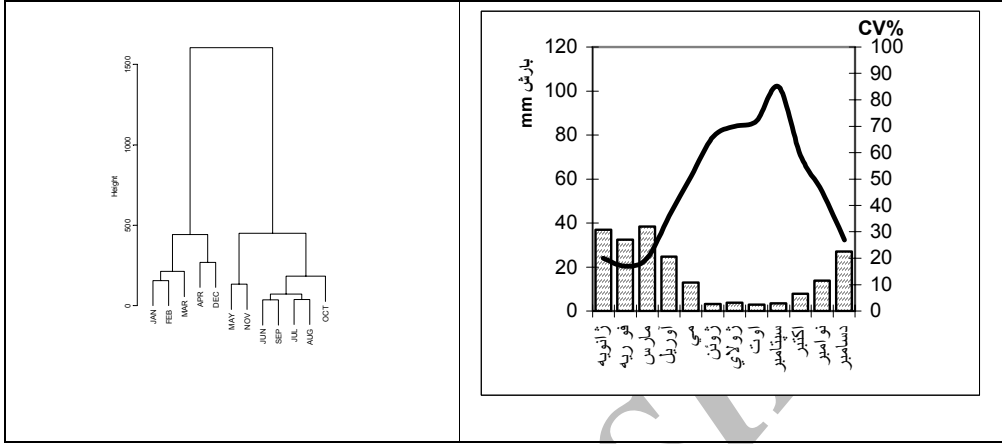 Height
0
500
1000
1500
JAN
FEB
MAR
APR
DEC
MAY
NOV
JUN
SEP
JUL
AUG
OCT
CV%
بارش mm
120
100
80
60
40
20
0
100
90
80
70
60
50
40
30
20
10
0
ژانویه
فوریه
مارس
آوریل
می
ژوئن
ژولای
اوت
سپتامبر
اکتبر
نوامبر
دسامبر